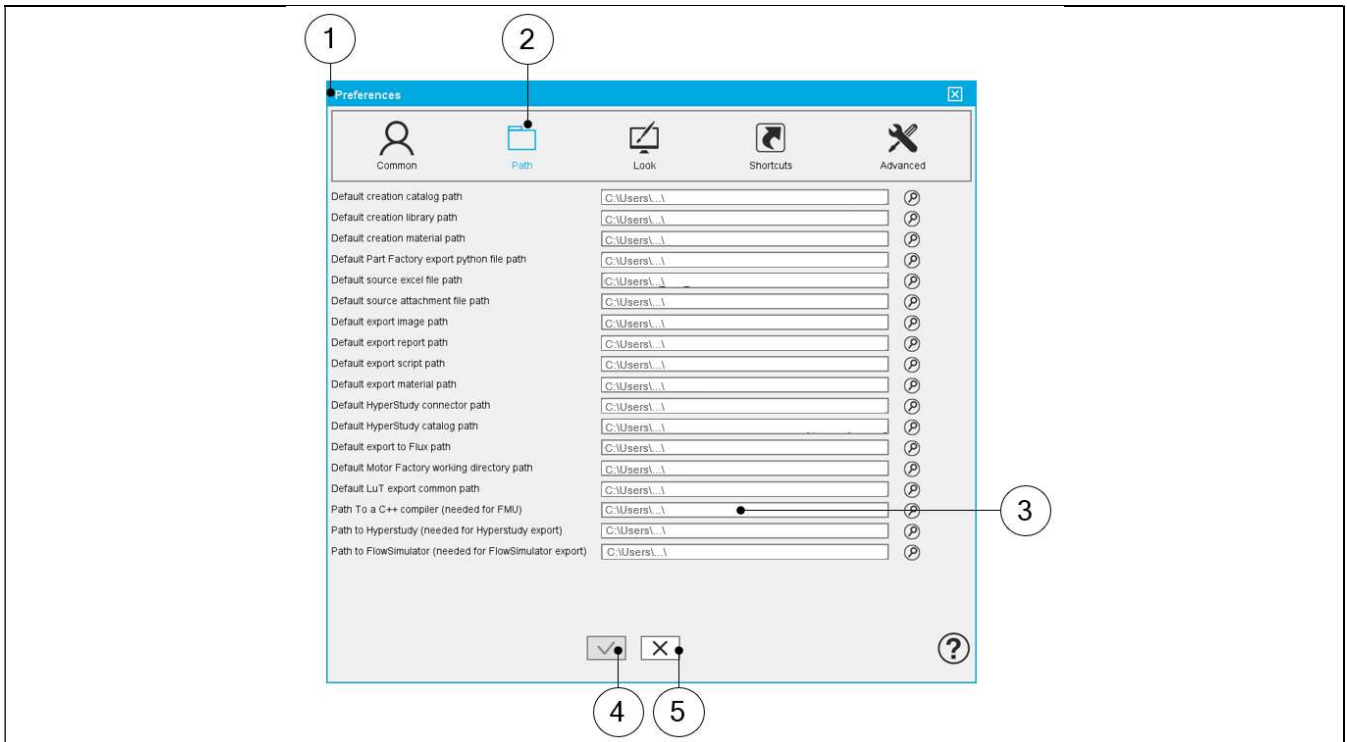 1 2
Preferences
Common Path Look Shortcuts Advanced
Default creation catalog path C:\Users\...\
Default creation library path C:\Users\...\
Default creation material path C:\Users\...\
Default Part Factory export python file path C:\Users\...\
Default source excel file path C:\Users\...\
Default source attachment file path C:\Users\...\
Default export image path C:\Users\...\
Default export report path C:\Users\...\
Default export script path C:\Users\...\
Default export material path C:\Users\...\
Default HyperStudy connector path C:\Users\...\
Default HyperStudy catalog path C:\Users\...\
Default export to Flux path C:\Users\...\
Default Motor Factory working directory path C:\Users\...\
Default LuT export common path C:\Users\...\
Path To a C++ compiler (needed for FMU) C:\Users\...\ 3
Path to Hyperstudy (needed for Hyperstudy export) C:\Users\...\
Path to FlowSimulator (needed for FlowSimulator export) C:\Users\...\
?
4 5